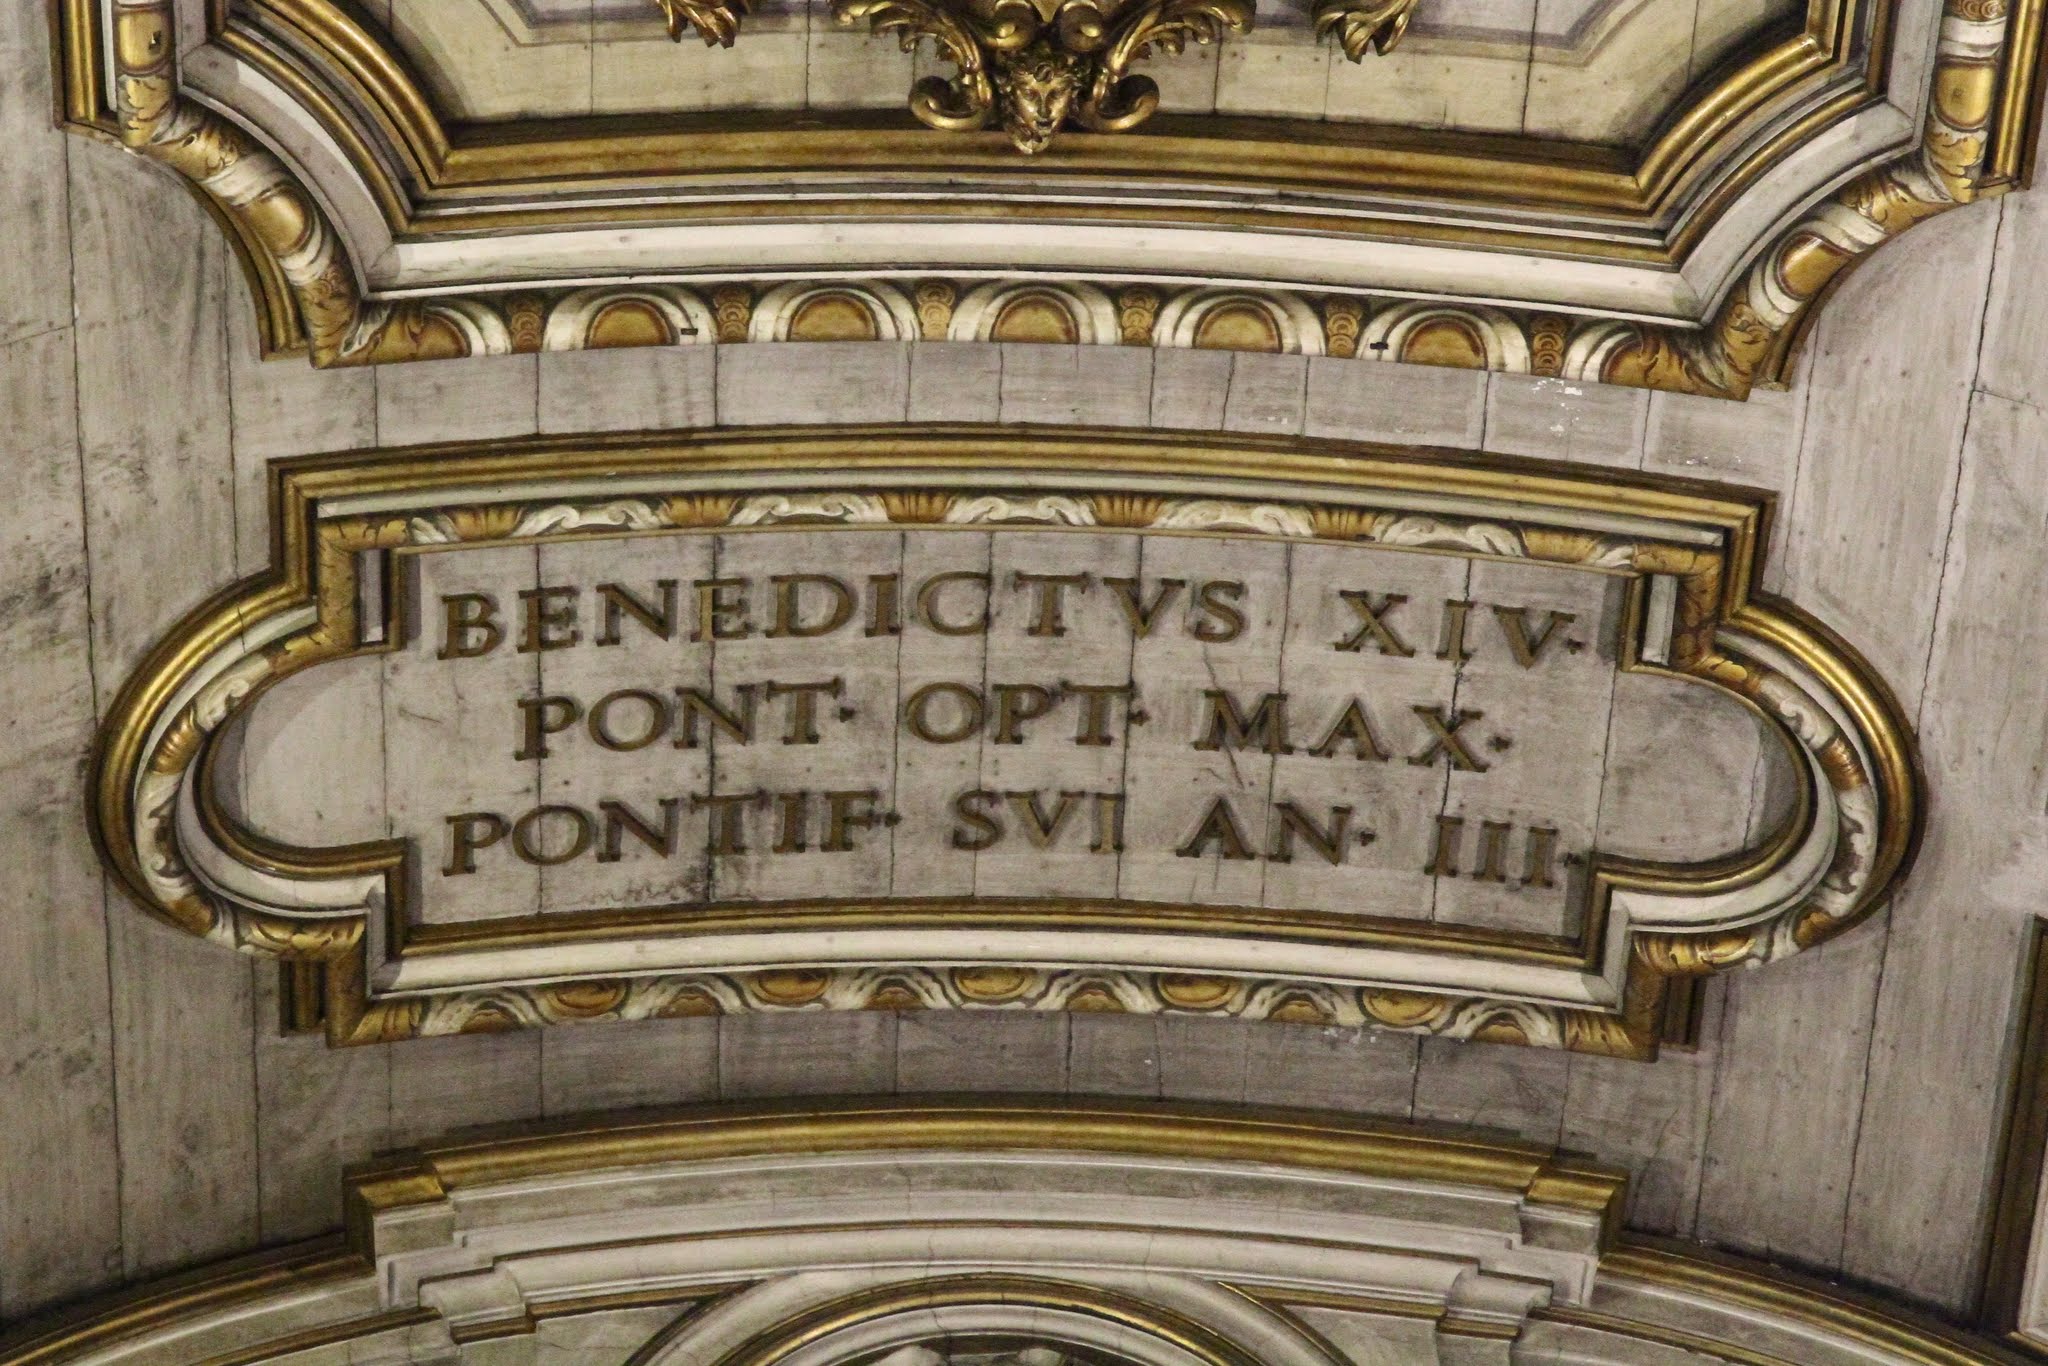 BENEDICTVS XIV·
PONT· OPT· MAX·
PONTIF· SVI AN· III·